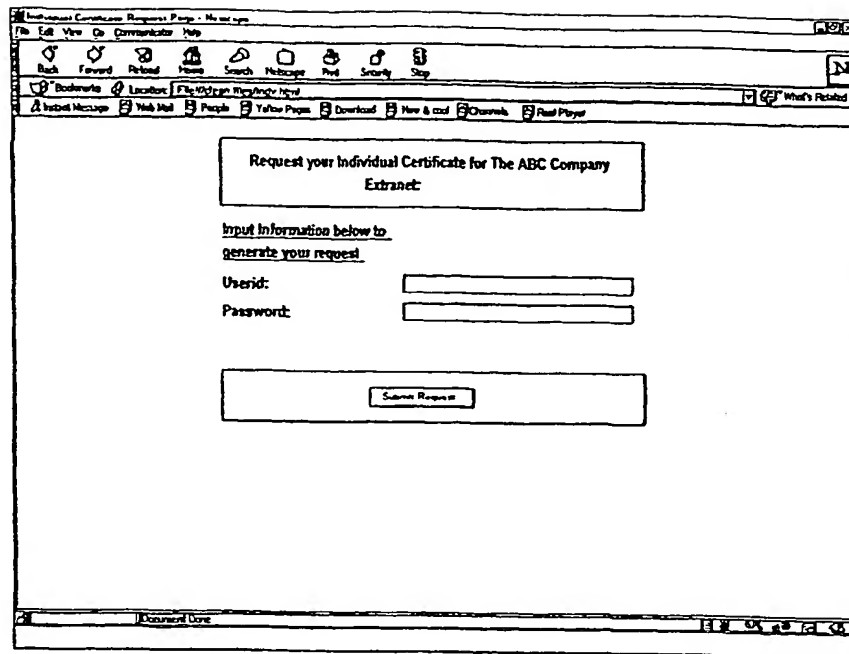 Individual Certificate Request Page - Netscape
File Edit View Go Communicator Help
Back Forward Reload Home Search Netscape Print Security Stop
Bookmarks Location:
Instant Message Web Mail People Yellow Pages Download New & cool Channels Real Player
What's Related
N
Request your Individual Certificate for The ABC Company
Extranet:
Input Information below to
generate your request
Userid:
Password:
Submit Request
Document Done